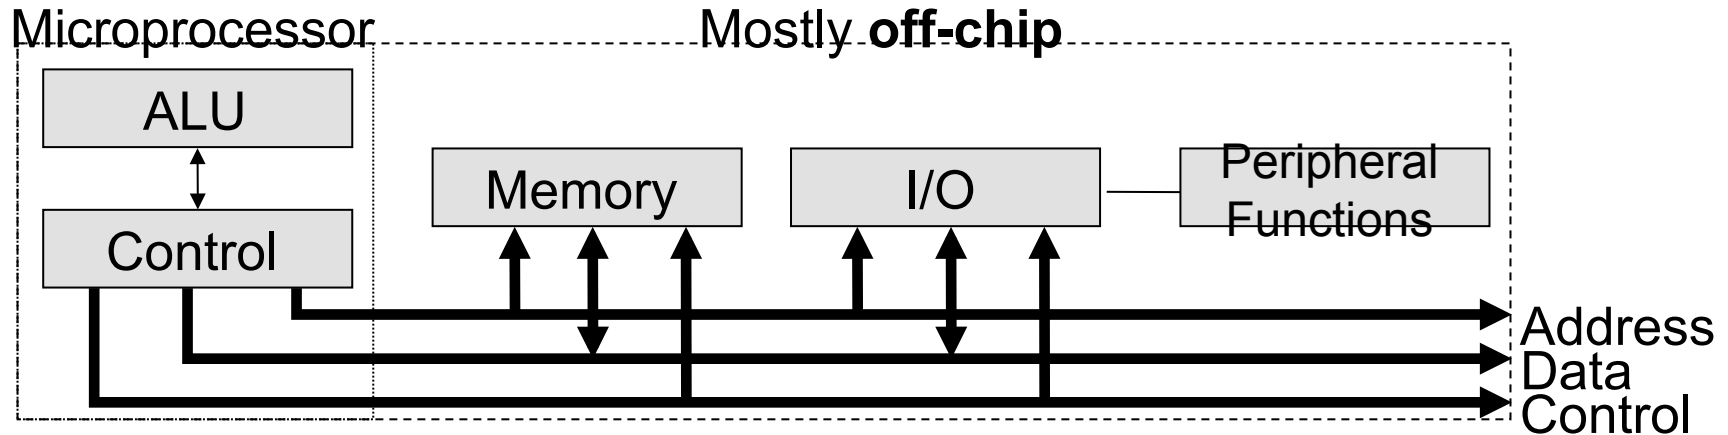 Microprocessor
Mostly off-chip
ALU
Control
Memory
I/O
Peripheral
Functions
Address
Data
Control